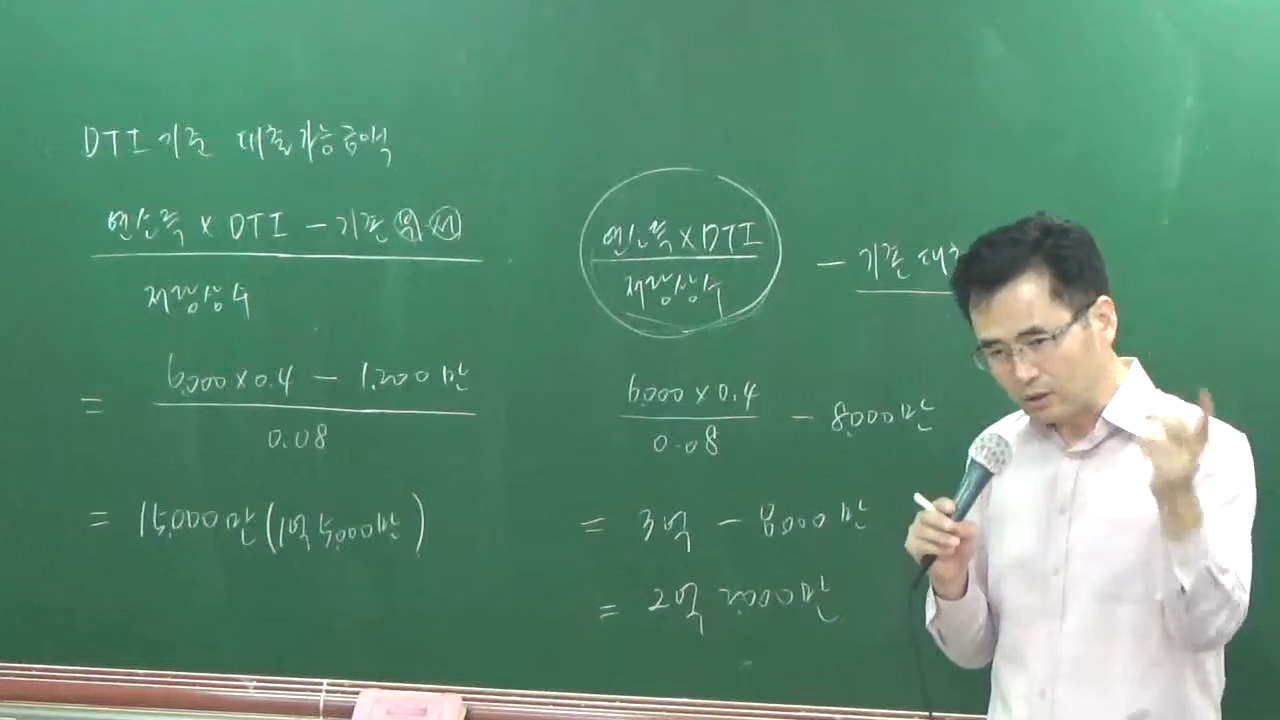 DTI 기준 대출가능금액
연소득 × DTI - 기존 원 리
저당상수
= 6,000 × 0.4 - 1,200만
0.08
= 15,000만 (1억 5,000만)
연소득 × DTI
저당상수
- 기존 대출
6,000 × 0.4
0.08
- 8,000만
= 3억 - 8,000만
= 2억 2,000만